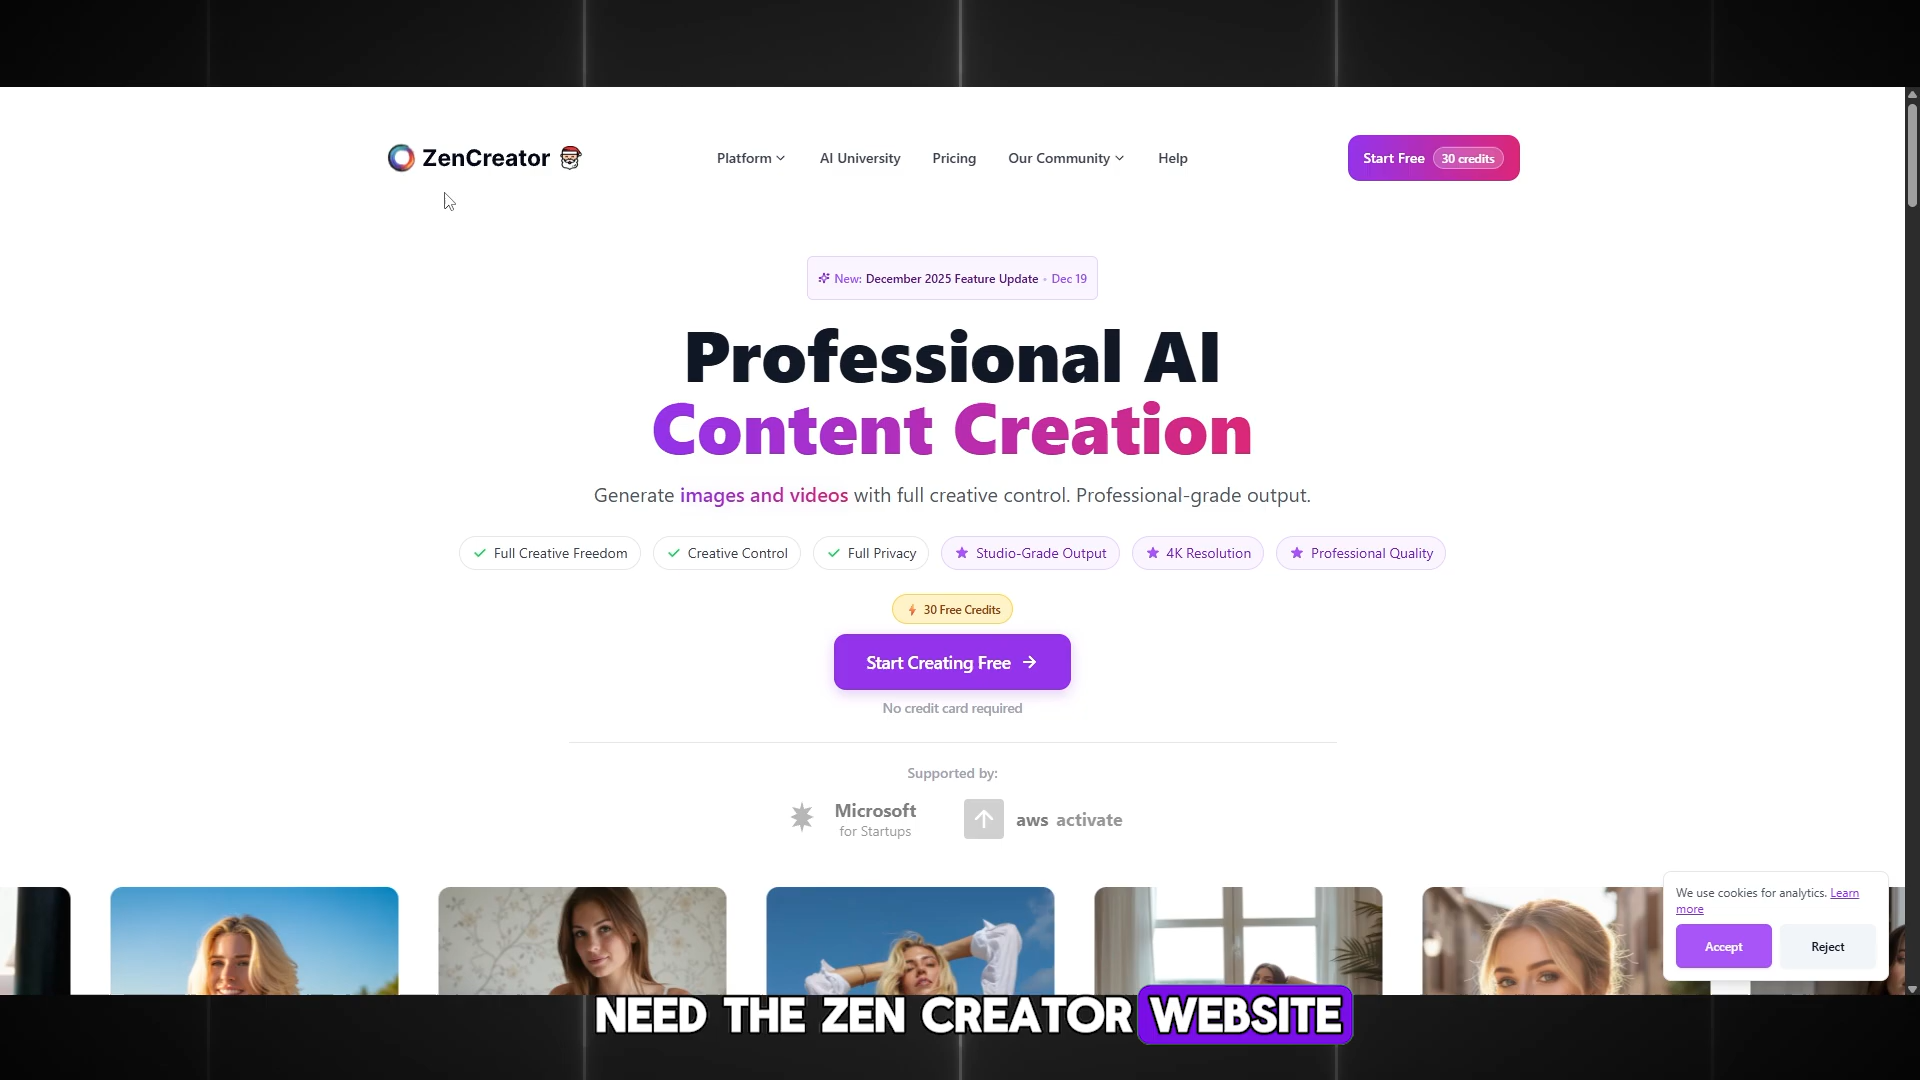 ZenCreator
Platform
AI University
Pricing
Our Community
Help
Start Free 30 credits
New: December 2025 Feature Update • Dec 19
Professional AI
Content Creation
Generate images and videos with full creative control. Professional-grade output.
Full Creative Freedom
Creative Control
Full Privacy
Studio-Grade Output
4K Resolution
Professional Quality
30 Free Credits
Start Creating Free
No credit card required
Supported by:
Microsoft
for Startups
aws activate
We use cookies for analytics. Learn
more
Accept
Reject
NEED THE ZEN CREATOR WEBSITE